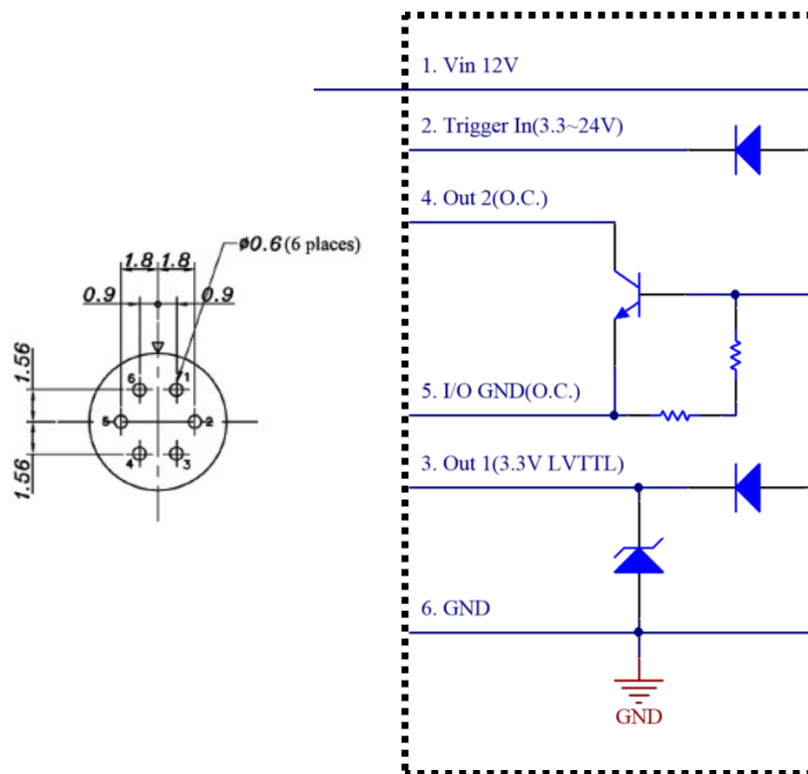 1. Vin 12V
2. Trigger In(3.3~24V)
4. Out 2(O.C.)
5. I/O GND(O.C.)
3. Out 1(3.3V LVTTL)
6. GND
GND
ø0.6(6 places)
1.8 1.8
0.9 0.9
1.56
1.56
6 1
5 2
4 3